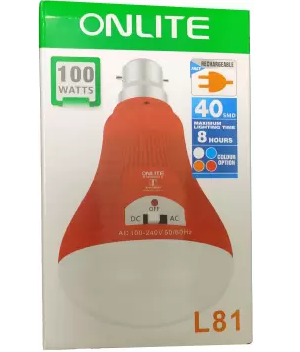 ONLITE
100
WATTS
RECHARGEABLE
40 SMD
MAXIMUM
LIGHTING TIME
8 HOURS
COLOUR
OPTION
ONLITE
OFF
DC AC
AC 100-240V 50/60Hz
L81